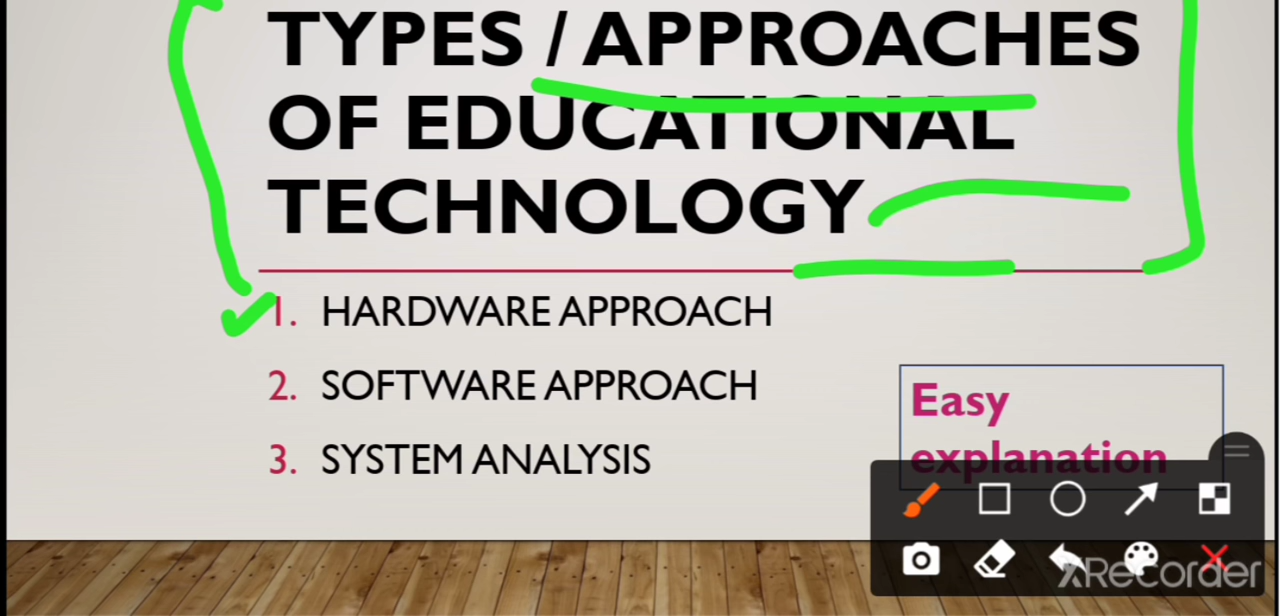 TYPES / APPROACHES
OF EDUCATIONAL
TECHNOLOGY
1. HARDWARE APPROACH
2. SOFTWARE APPROACH
3. SYSTEM ANALYSIS
Easy
explanation
XRecorder